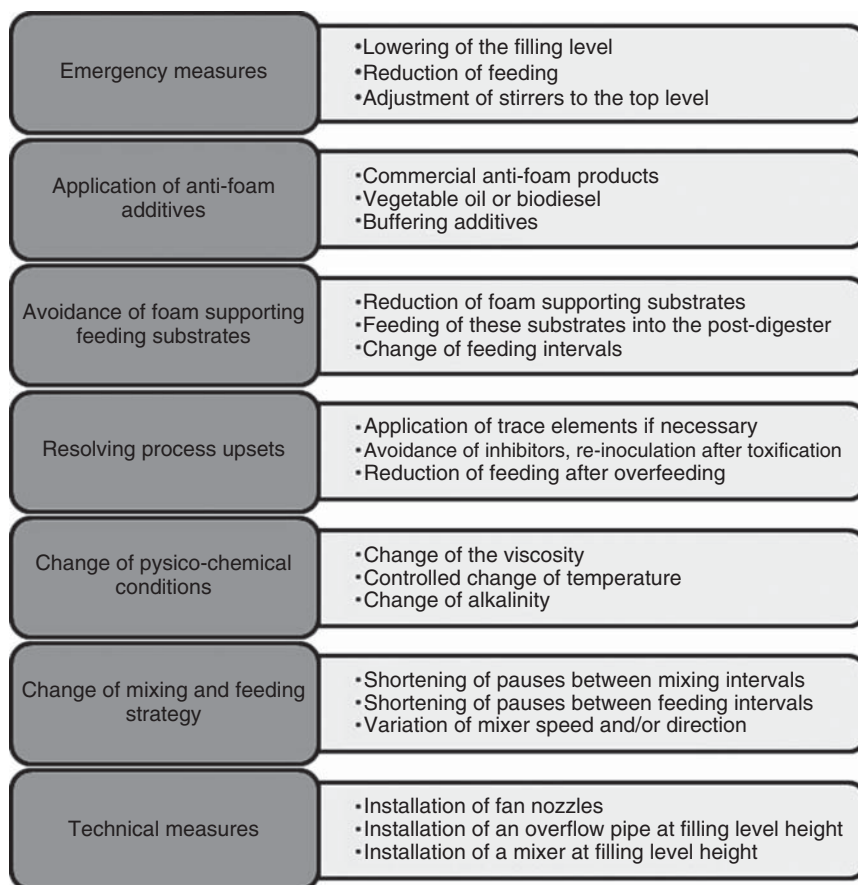 Emergency measures
•Lowering of the filling level
•Reduction of feeding
•Adjustment of stirrers to the top level
Application of anti-foam
additives
•Commercial anti-foam products
•Vegetable oil or biodiesel
•Buffering additives
Avoidance of foam supporting
feeding substrates
•Reduction of foam supporting substrates
•Feeding of these substrates into the post-digester
•Change of feeding intervals
Resolving process upsets
•Application of trace elements if necessary
•Avoidance of inhibitors, re-inoculation after toxification
•Reduction of feeding after overfeeding
Change of pysico-chemical
conditions
•Change of the viscosity
•Controlled change of temperature
•Change of alkalinity
Change of mixing and feeding
strategy
•Shortening of pauses between mixing intervals
•Shortening of pauses between feeding intervals
•Variation of mixer speed and/or direction
Technical measures
•Installation of fan nozzles
•Installation of an overflow pipe at filling level height
•Installation of a mixer at filling level height